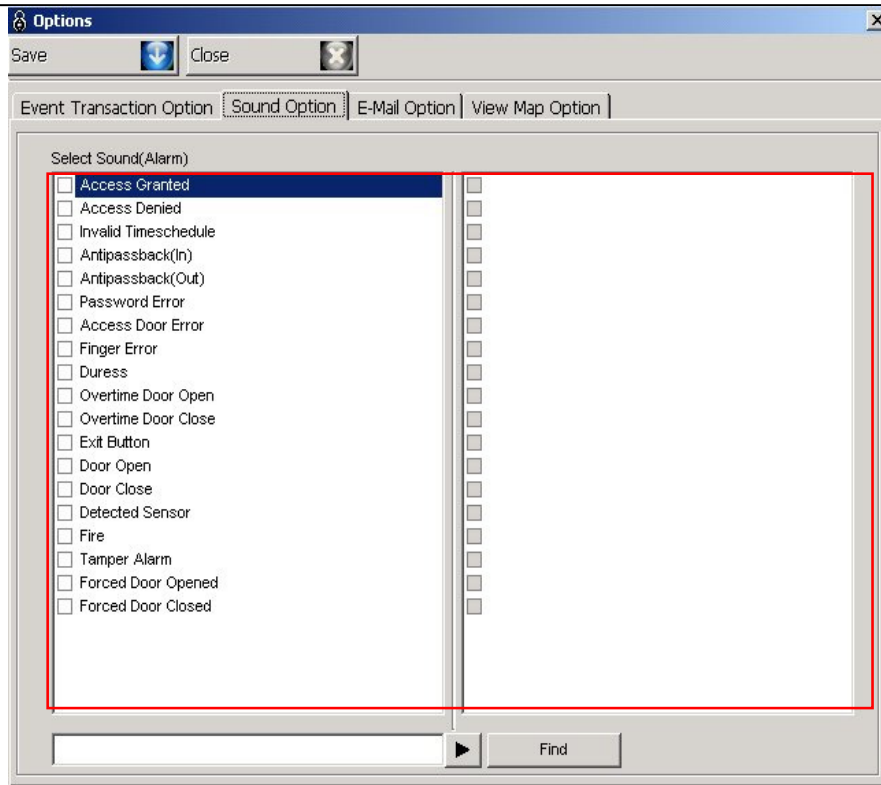 Options
Save Close
Event Transaction Option Sound Option E-Mail Option View Map Option
Select Sound(Alarm)
Access Granted
Access Denied
Invalid Timeschedule
Antipassback(In)
Antipassback(Out)
Password Error
Access Door Error
Finger Error
Duress
Overtime Door Open
Overtime Door Close
Exit Button
Door Open
Door Close
Detected Sensor
Fire
Tamper Alarm
Forced Door Opened
Forced Door Closed
Find